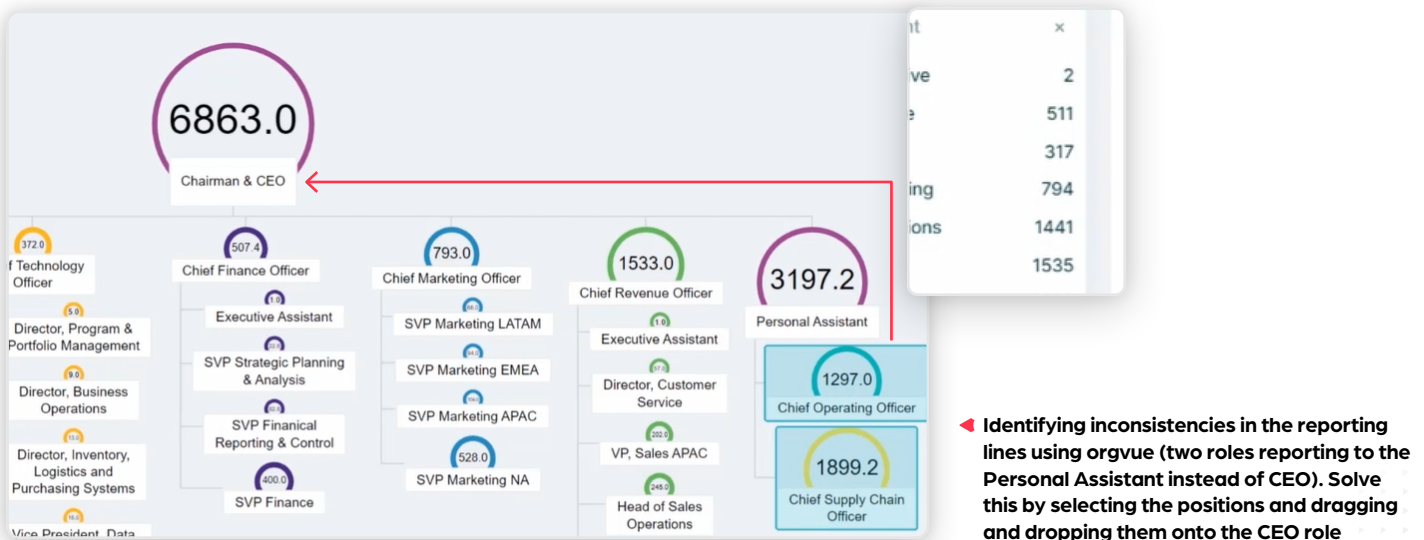 6863.0
Chairman & CEO
372.0
f Technology
Officer
5.0
Director, Program &
Portfolio Management
9.0
Director, Business
Operations
Director, Inventory,
Logistics and
Purchasing Systems
Vice President, Data
507.4
Chief Finance Officer
1.0
Executive Assistant
SVP Strategic Planning
& Analysis
SVP Finanical
Reporting & Control
400.0
SVP Finance
793.0
Chief Marketing Officer
SVP Marketing LATAM
SVP Marketing EMEA
SVP Marketing APAC
528.0
SVP Marketing NA
1533.0
Chief Revenue Officer
1.0
Executive Assistant
Director, Customer
Service
202.0
VP, Sales APAC
Head of Sales
Operations
3197.2
Personal Assistant
1297.0
Chief Operating Officer
1899.2
Chief Supply Chain
Officer
nt ×
ve 2
e 511
317
ing 794
ions 1441
1535
Identifying inconsistencies in the reporting
lines using orgvue (two roles reporting to the
Personal Assistant instead of CEO). Solve
this by selecting the positions and dragging
and dropping them onto the CEO role